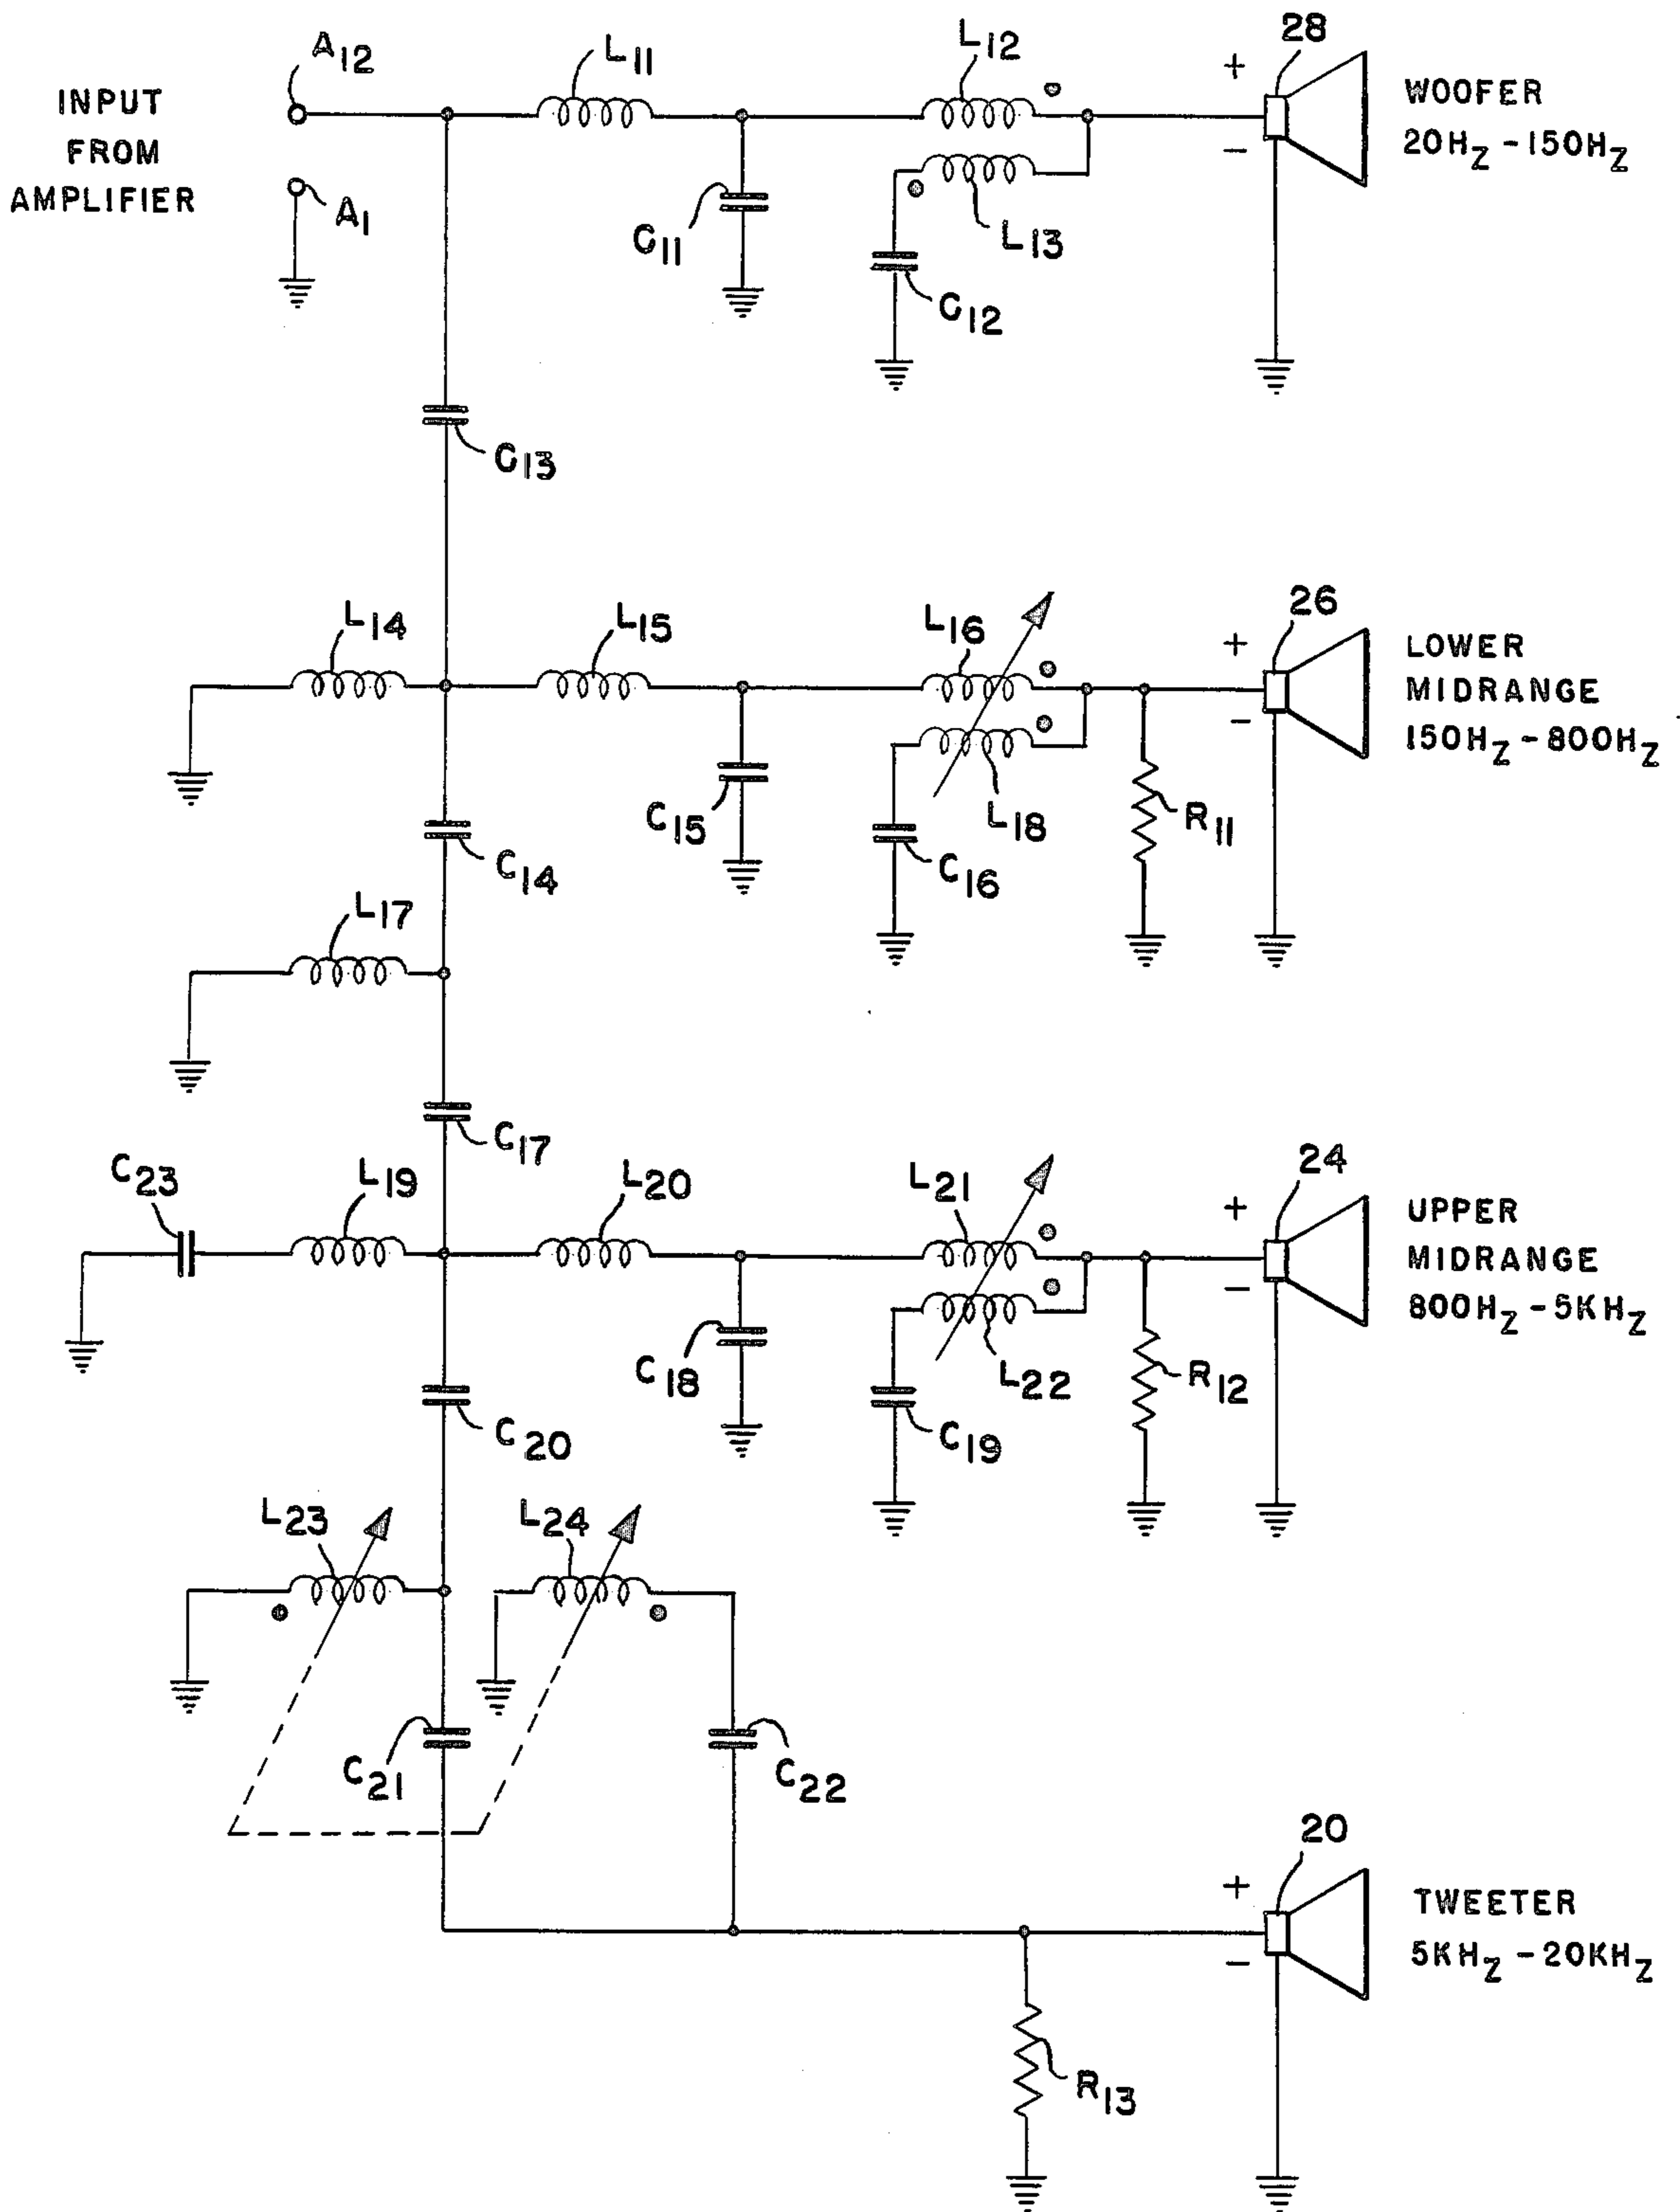 INPUT
FROM
AMPLIFIER
A12
A1
L11
C11
L12
L13
C12
+
-
28
WOOFER
20HZ - 150HZ
C13
L14
L15
C15
L16
L18
C16
R11
+
-
26
LOWER
MIDRANGE
150HZ - 800HZ
C14
L17
C17
C23
L19
L20
C18
L21
L22
C19
R12
+
-
24
UPPER
MIDRANGE
800HZ - 5KHZ
C20
L23
L24
C21
C22
+
-
20
TWEETER
5KHZ - 20KHZ
R13